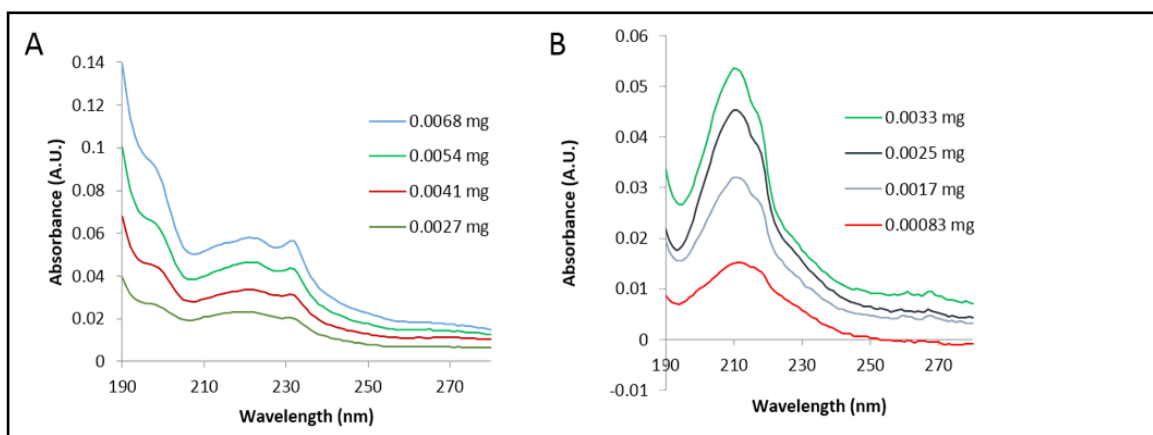 A
0.14
0.12
0.1
0.08
0.06
0.04
0.02
0
Absorbance (A.U.)
0.0068 mg
0.0054 mg
0.0041 mg
0.0027 mg
190 210 230 250 270
Wavelength (nm)
B
0.06
0.05
0.04
0.03
0.02
0.01
0
-0.01
Absorbance (A.U.)
0.0033 mg
0.0025 mg
0.0017 mg
0.00083 mg
190 210 230 250 270
Wavelength (nm)